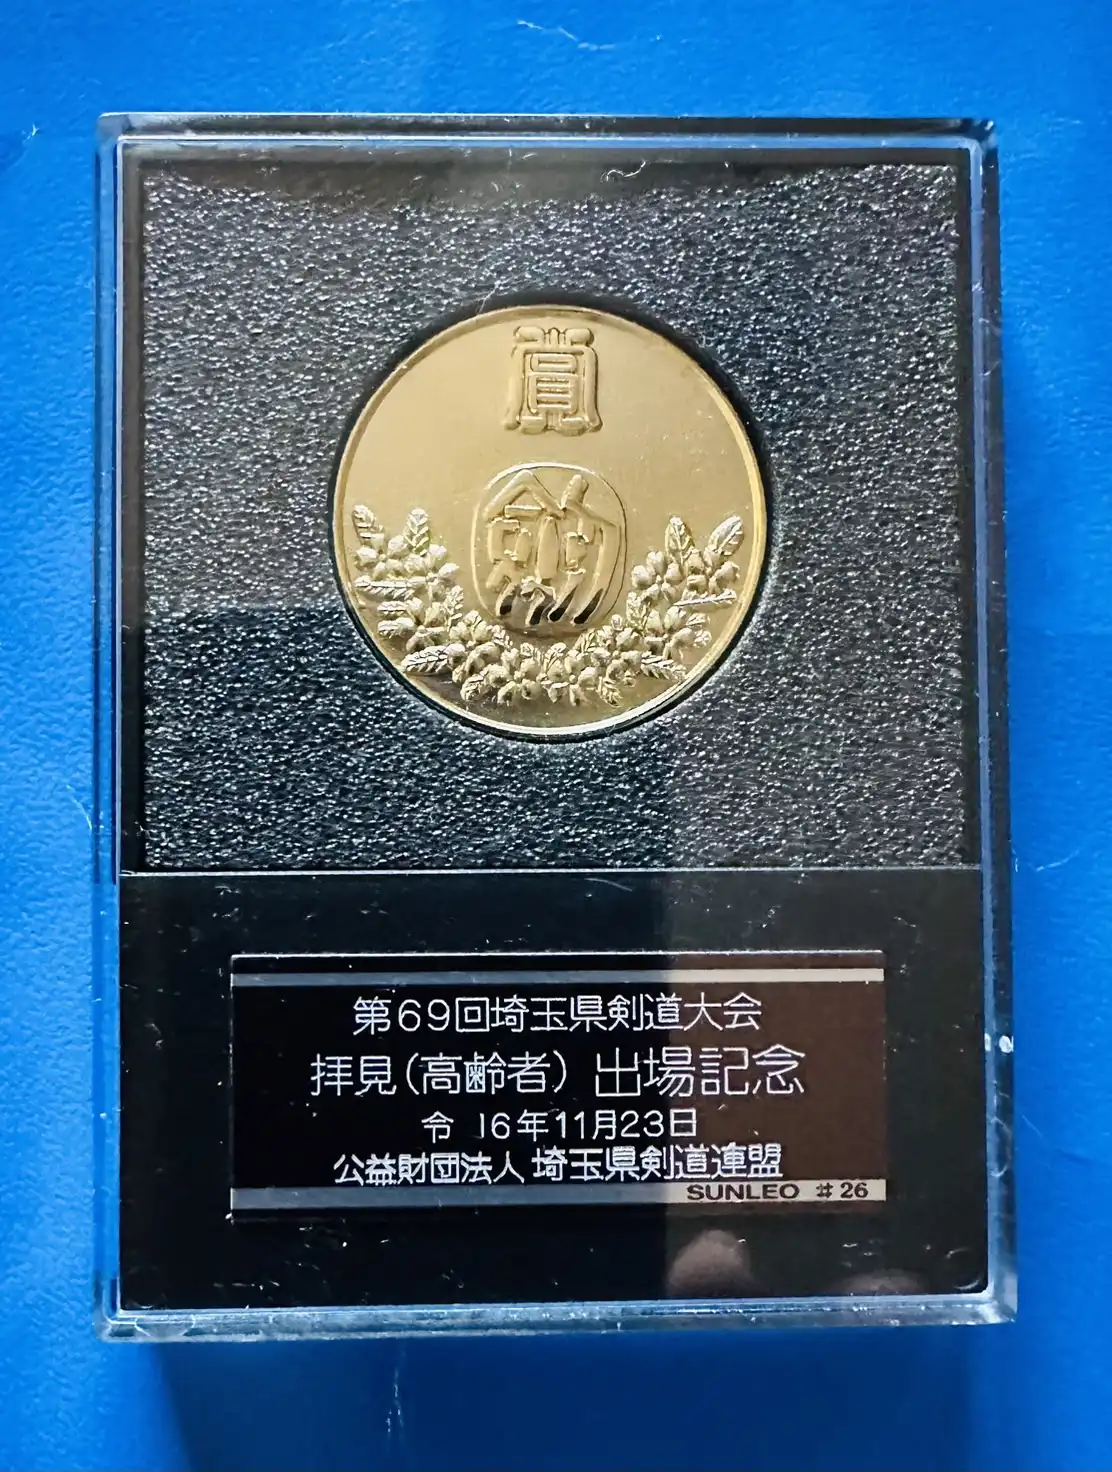 賞
劔
第69回埼玉県剣道大会
拝見(高齢者) 出場記念
令 16年11月23日
公益財団法人 埼玉県剣道連盟
SUNLEO #26